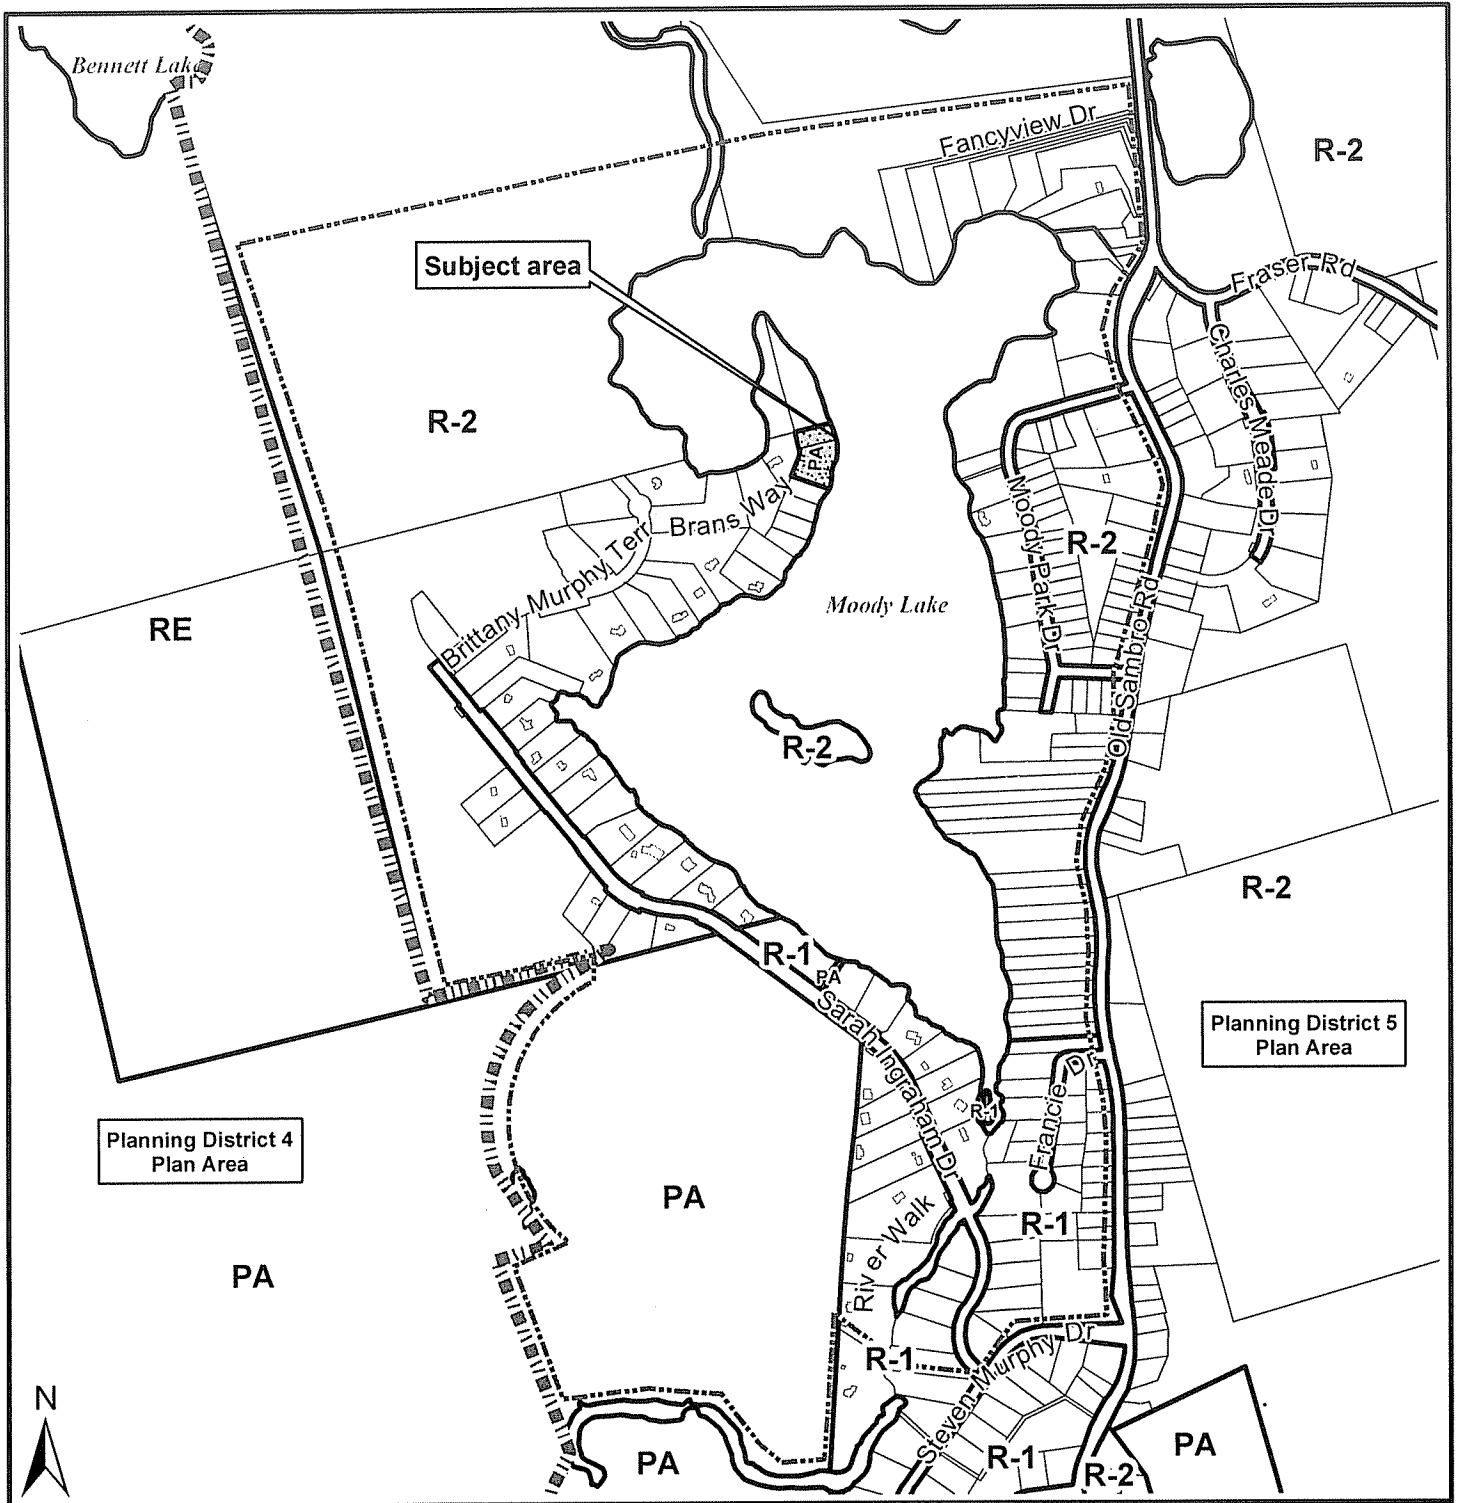 Bennett Lake
Fancyview Dr
R-2
Subject area
Fraser Rd
Charles Meade Dr
R-2
PA
Brans Way
Moody Park Dr
R-2
Brittany Murphy Terr
Moody Lake
Old Sambro Rd
RE
R-2
R-2
R-1
PA
Sarah Ingraham Dr
Planning District 5
Plan Area
Francie Dr
R-1
Planning District 4
Plan Area
PA
River Walk
R-1
PA
R-1
Steven Murphy Dr
N
PA
R-1
R-2
PA